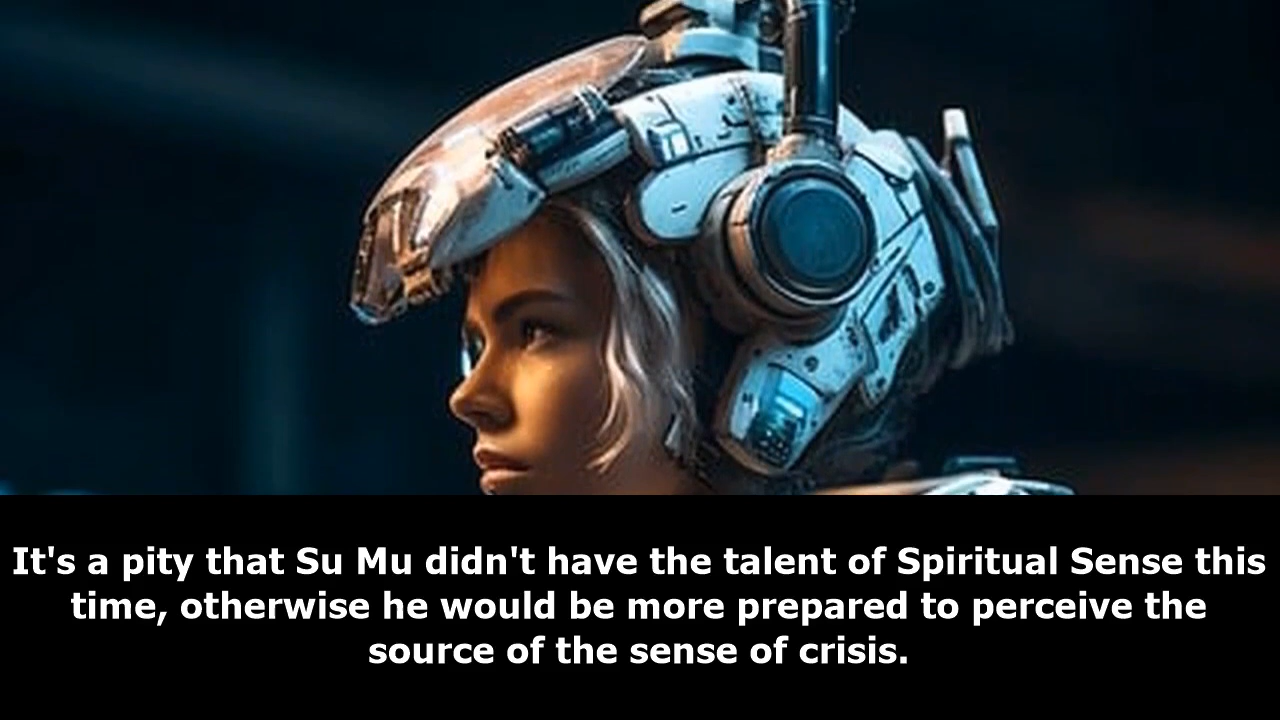 It's a pity that Su Mu didn't have the talent of Spiritual Sense this
time, otherwise he would be more prepared to perceive the
source of the sense of crisis.